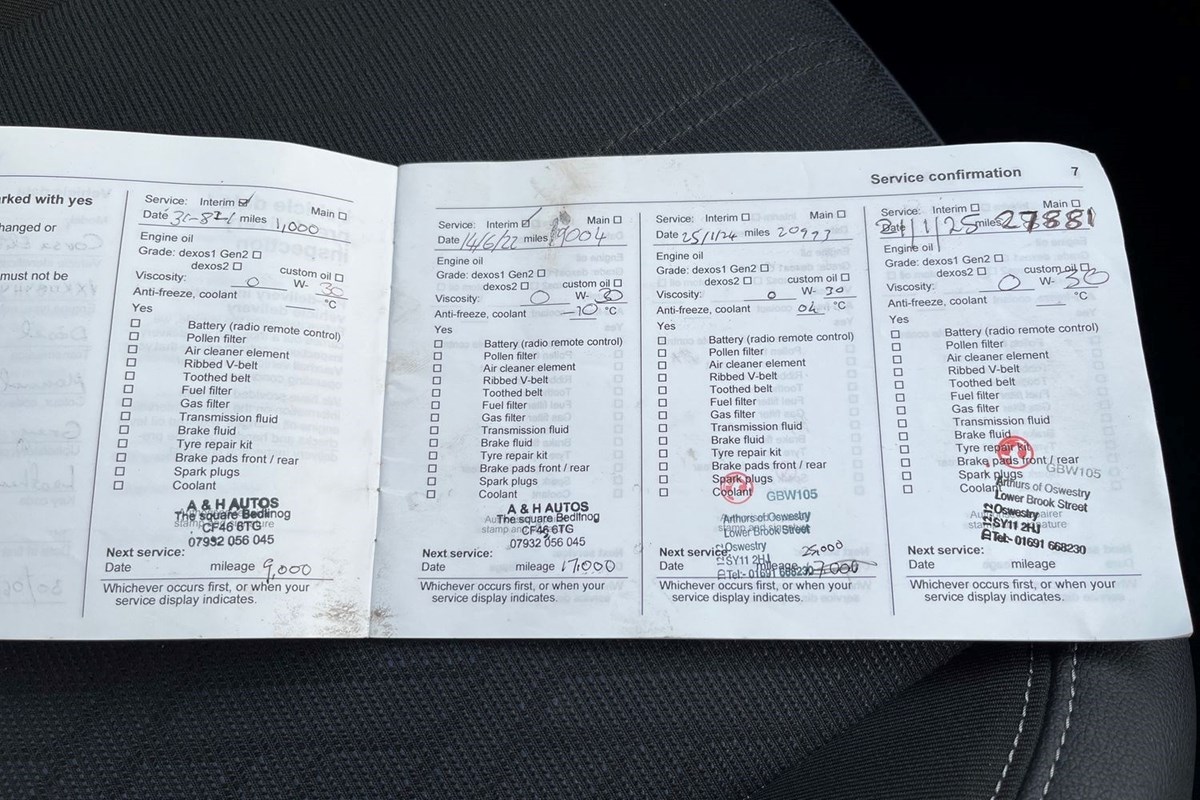 rked with yes
hanged or
must not be
Service: Interim ☑ Main ☐
Date miles 1,000
Engine oil
Grade: dexos1 Gen2 ☐
dexos2 ☐ custom oil ☐
Viscosity: 0 W- 30
Anti-freeze, coolant °C
Yes
☐ Battery (radio remote control)
☐ Pollen filter
☐ Air cleaner element
☐ Ribbed V-belt
☐ Toothed belt
☐ Fuel filter
☐ Gas filter
☐ Transmission fluid
☐ Brake fluid
☐ Tyre repair kit
☐ Brake pads front / rear
☐ Spark plugs
☐ Coolant
A & H AUTOS
The square Bedlinog
CF46 6TG
07932 056 045
Next service:
Date mileage 9,000
Whichever occurs first, or when your
service display indicates.
Service confirmation 7
Service: Interim ☑ Main ☐
Date 14/6/22 miles 9004
Engine oil
Grade: dexos1 Gen2 ☐
dexos2 ☐ custom oil ☐
Viscosity: 0 W- 30
Anti-freeze, coolant -10 °C
Yes
☐ Battery (radio remote control)
☐ Pollen filter
☐ Air cleaner element
☐ Ribbed V-belt
☐ Toothed belt
☐ Fuel filter
☐ Gas filter
☐ Transmission fluid
☐ Brake fluid
☐ Tyre repair kit
☐ Brake pads front / rear
☐ Spark plugs
☐ Coolant
A & H AUTOS
The square Bedlinog
CF46 6TG
07932 056 045
Next service:
Date mileage 17,000
Whichever occurs first, or when your
service display indicates.
Service: Interim ☐ Main ☐
Date 25/1/24 miles 20997
Engine oil
Grade: dexos1 Gen2 ☐
dexos2 ☐ custom oil ☐
Viscosity: 0 W- 30
Anti-freeze, coolant 04 °C
Yes
☐ Battery (radio remote control)
☐ Pollen filter
☐ Air cleaner element
☐ Ribbed V-belt
☐ Toothed belt
☐ Fuel filter
☐ Gas filter
☐ Transmission fluid
☐ Brake fluid
☐ Tyre repair kit
☐ Brake pads front / rear
☐ Spark plugs
☐ Coolant
GBW105
Arthurs of Oswestry
Lower Brook Street
Oswestry
SY11 2HJ
Tel:- 01691 668230
Next service:
25,000
Date mileage
Whichever occurs first, or when your
service display indicates.
Service: Interim ☐ Main ☐
Date /1/25 miles 27881
Engine oil
Grade: dexos1 Gen2 ☐
dexos2 ☐ custom oil ☐
Viscosity: 0 W- 30
Anti-freeze, coolant °C
Yes
☐ Battery (radio remote control)
☐ Pollen filter
☐ Air cleaner element
☐ Ribbed V-belt
☐ Toothed belt
☐ Fuel filter
☐ Gas filter
☐ Transmission fluid
☐ Brake fluid
☐ Tyre repair kit
☐ Brake pads front / rear
☐ Spark plugs
☐ Coolant
GBW105
Arthurs of Oswestry
Lower Brook Street
Oswestry
SY11 2HJ
Tel:- 01691 668230
Next service:
Date mileage
Whichever occurs first, or when your
service display indicates.